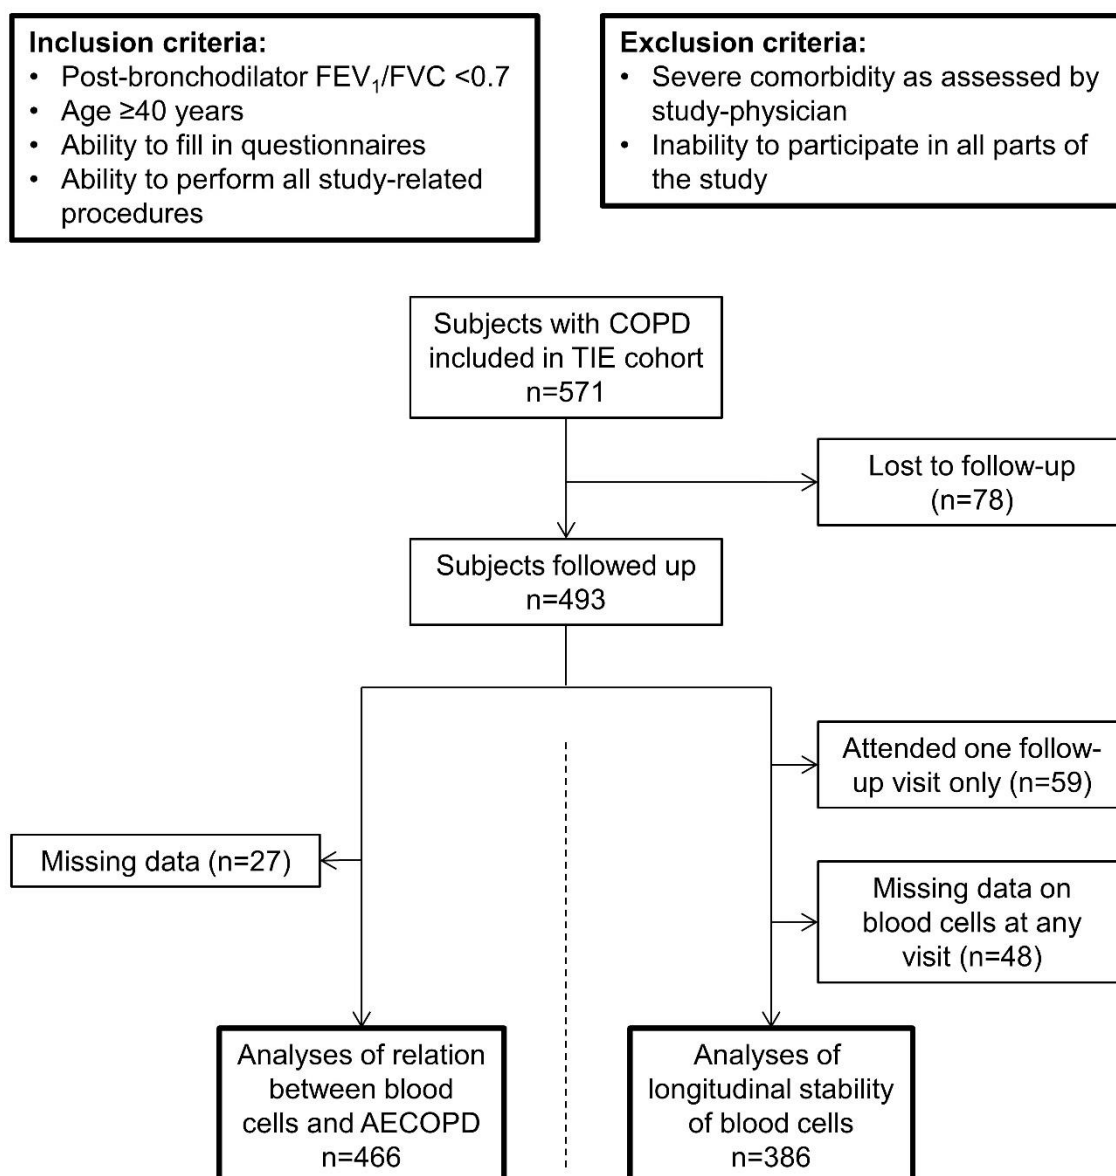 Inclusion criteria:
• Post-bronchodilator FEV₁/FVC <0.7
• Age ≥40 years
• Ability to fill in questionnaires
• Ability to perform all study-related
procedures
Exclusion criteria:
• Severe comorbidity as assessed by
study-physician
• Inability to participate in all parts of
the study
Subjects with COPD
included in TIE cohort
n=571
Lost to follow-up
(n=78)
Subjects followed up
n=493
Attended one follow-
up visit only (n=59)
Missing data (n=27)
Missing data on
blood cells at any
visit (n=48)
Analyses of relation
between blood
cells and AECOPD
n=466
Analyses of
longitudinal stability
of blood cells
n=386